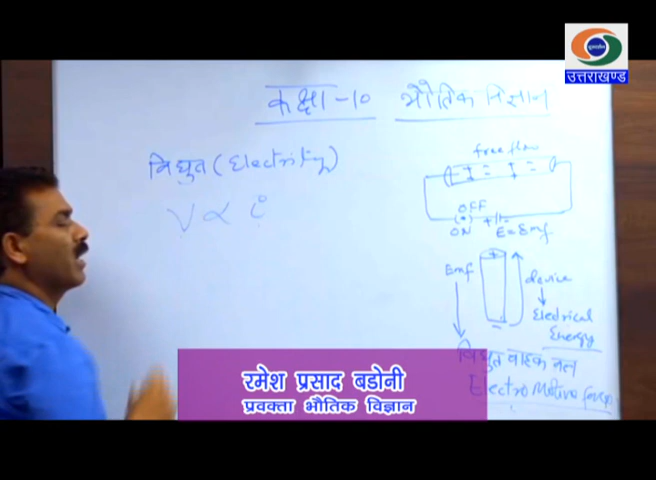 उत्तराखण्ड
कक्षा -१० भौतिक विज्ञान
विद्युत (Electricity)
V ∝ i
free flow
OFF
ON
E = Emf
Emf
device
Electrical
Energy
विद्युत वाहक बल
Electro Motive force
रमेश प्रसाद बडोनी
प्रवक्ता भौतिक विज्ञान